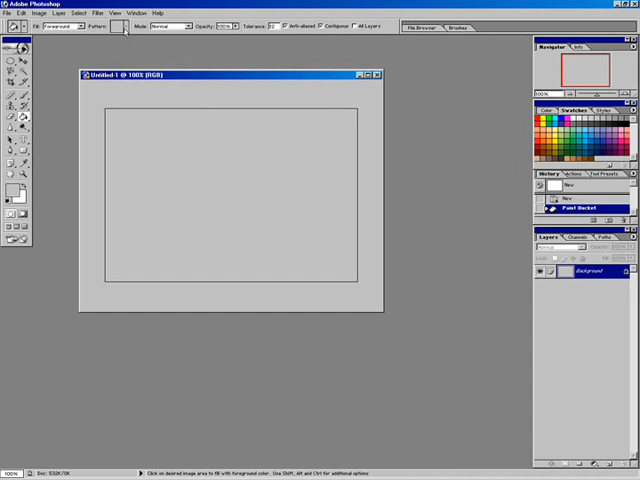 Adobe Photoshop
File Edit Image Layer Select Filter View Window Help
Fill: Foreground Pattern: Mode: Normal Opacity: 100% Tolerance: 32 Anti-aliased Contiguous All Layers File Browser Brushes
Untitled-1 @ 100% (RGB)
Navigator Info
100%
Color Swatches Styles
History Actions Tool Presets
New
New
Paint Bucket
Layers Channels Paths
Normal Opacity: 100%
Lock: Fill: 100%
Background
100% Doc: 532K/0K Click on desired image area to fill with foreground color. Use Shift, Alt and Ctrl for additional options